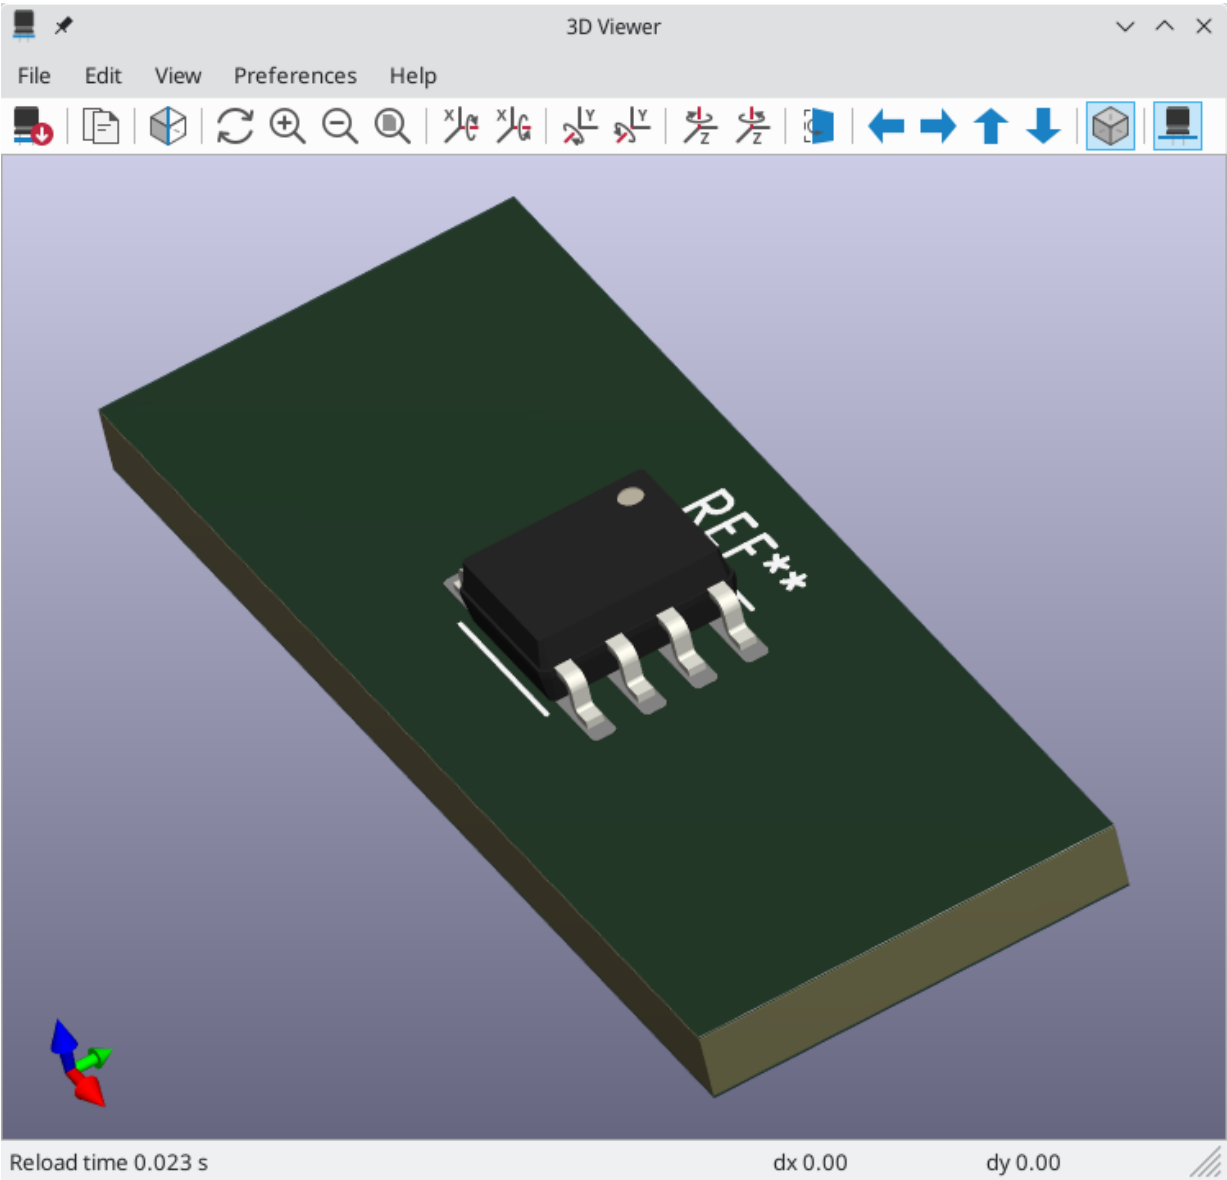 3D Viewer
File Edit View Preferences Help
X X Y Y Z Z
REF**
Reload time 0.023 s dx 0.00 dy 0.00